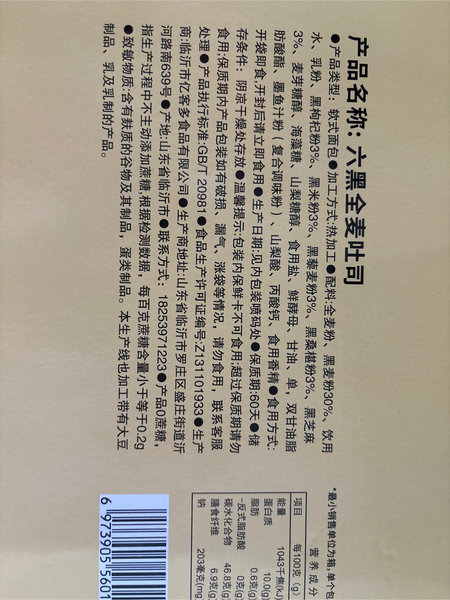 产品名称: 六黑全麦吐司
●产品类型: 软式面包●加工方式:热加工●配料:全麦粉、黑麦粉30%、饮用
水、乳粉、黑枸杞粉3%、黑米粉3%、黑藜麦粉3%、黑桑椹粉3%、黑芝麻
3%、麦芽糖醇、海藻糖、山梨糖醇、食用盐、鲜酵母、甘油、单，双甘油脂
肪酸酯、墨鱼汁粉（复合调味粉）、山梨酸、丙酸钙、食用香精●食用方式:
开袋即食,开封后请立即食用●生产日期:见内包装喷码处●保质期:60天●储
存条件: 阴凉干燥处存放●温馨提示:包装内保鲜卡不可食用;超过保质期请勿
食用;保质期内产品包装如有破损、漏气、涨袋等情况，请勿食用，联系客服
处理●产品执行标准:GB/T 20981●食品生产许可证编号:Z131101933●生产
商:临沂市亿客多食品有限公司●生产商地址:山东省临沂市罗庄区盛庄街道沂
河路南639号●产地:山东省临沂市●联系方式: 18253971223●产品0蔗糖,
指生产过程中不主动添加蔗糖,根据检测数据，每百克蔗糖含量小于等于0.2g
●致敏物质:含有麸质的谷物及其制品，蛋类制品。本生产线也加工带有大豆
制品、乳及乳制的产品。
*最小销售单位为箱,单个包
营养成分
项目 每100克(g)
能量 1043千焦(kJ)
蛋白质 10.0克(g)
脂肪 0.6克(g)
-反式脂肪酸 0克(g)
碳水化合物 46.8克(g)
膳食纤维 6.9克(g)
钠 203毫克(mg)
6 973905 5601